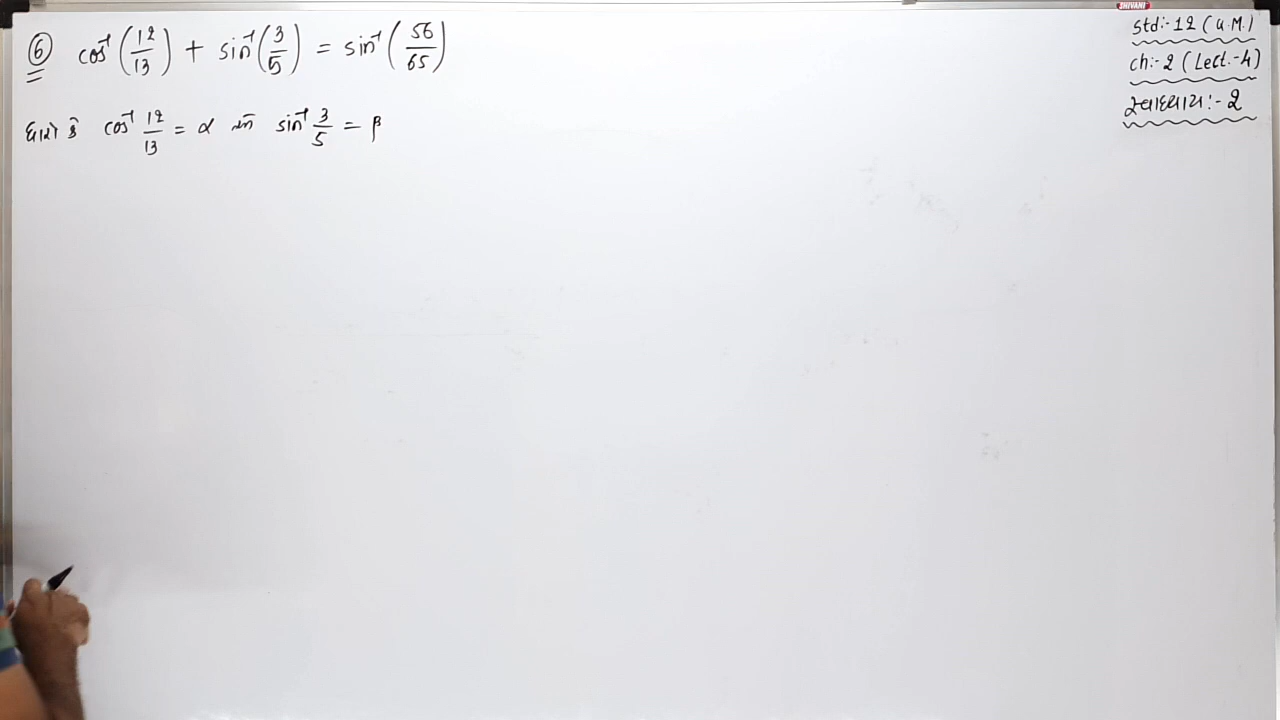 SHIVANI
Std:- 12 (G.M.)
ch:- 2 (Lect.-4)
સ્વાધ્યાય:- 2
⑥ cos⁻¹(12/13) + sin⁻¹(3/5) = sin⁻¹(56/65)
ધારો કે cos⁻¹ 12/13 = α અને sin⁻¹ 3/5 = β